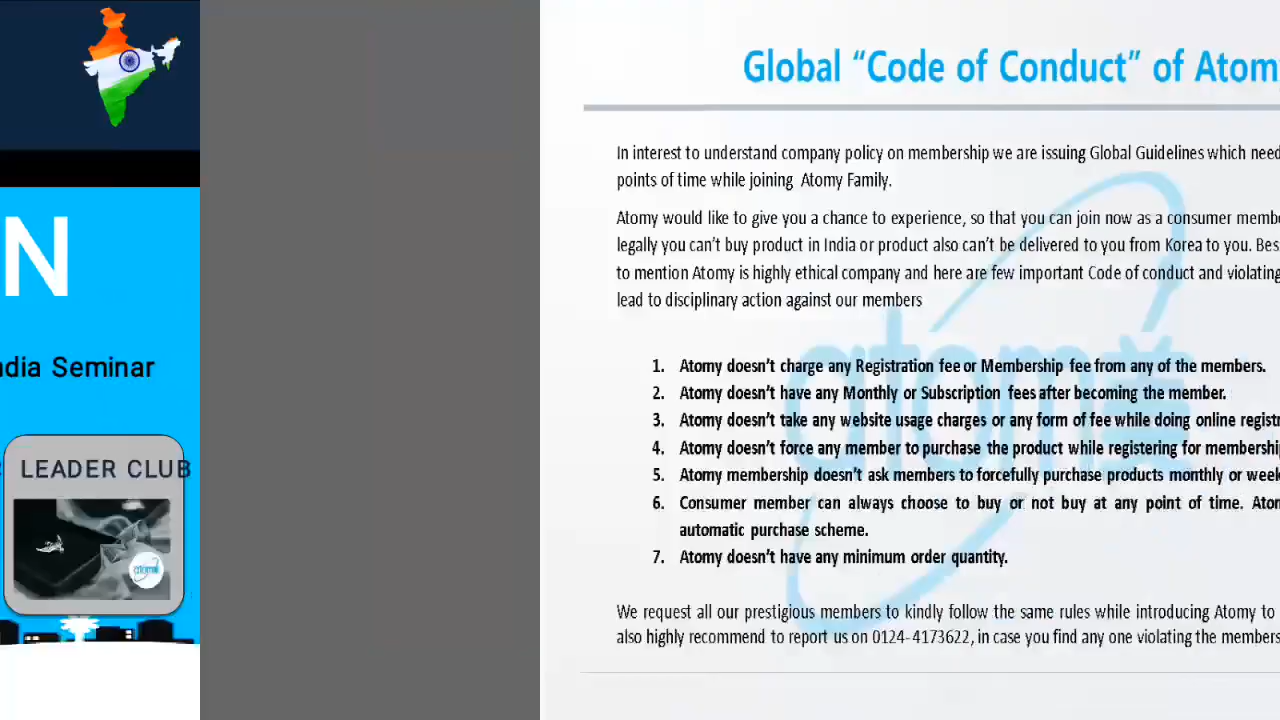 N
ndia Seminar
LEADER CLUB
atom
Global “Code of Conduct” of Atom
In interest to understand company policy on membership we are issuing Global Guidelines which need
points of time while joining Atomy Family.
Atomy would like to give you a chance to experience, so that you can join now as a consumer membe
legally you can’t buy product in India or product also can’t be delivered to you from Korea to you. Bes
to mention Atomy is highly ethical company and here are few important Code of conduct and violating
lead to disciplinary action against our members
1. Atomy doesn’t charge any Registration fee or Membership fee from any of the members.
2. Atomy doesn’t have any Monthly or Subscription fees after becoming the member.
3. Atomy doesn’t take any website usage charges or any form of fee while doing online registr
4. Atomy doesn’t force any member to purchase the product while registering for membership
5. Atomy membership doesn’t ask members to forcefully purchase products monthly or week
6. Consumer member can always choose to buy or not buy at any point of time. Aton
automatic purchase scheme.
7. Atomy doesn’t have any minimum order quantity.
We request all our prestigious members to kindly follow the same rules while introducing Atomy to
also highly recommend to report us on 0124-4173622, in case you find any one violating the members